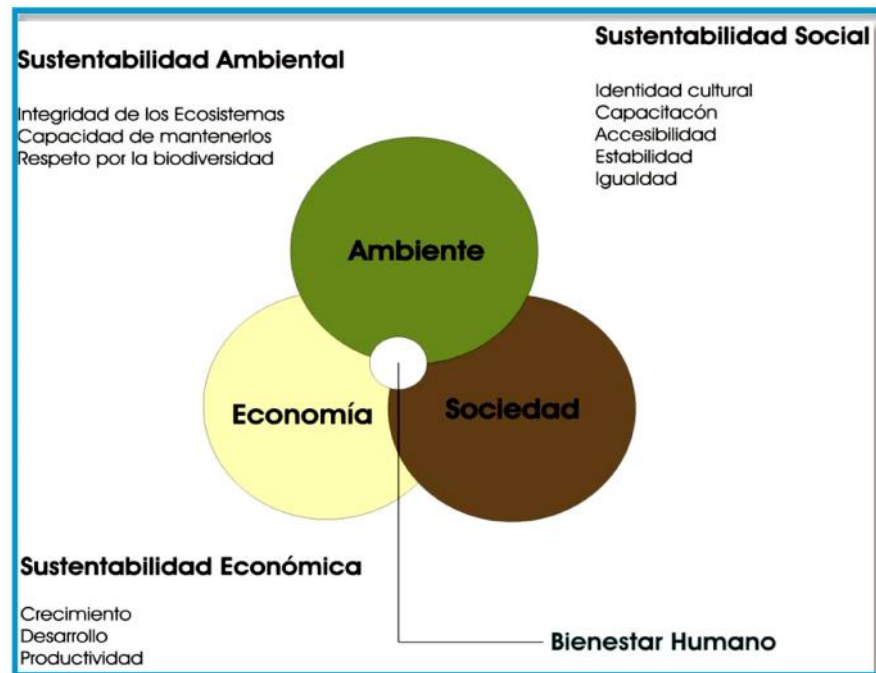 Sustentabilidad Ambiental
Integridad de los Ecosistemas
Capacidad de mantenerlos
Respeto por la biodiversidad
Sustentabilidad Social
Identidad cultural
Capacitacón
Accesibilidad
Estabilidad
Igualdad
Ambiente
Economía
Sociedad
Sustentabilidad Económica
Crecimiento
Desarrollo
Productividad
Bienestar Humano